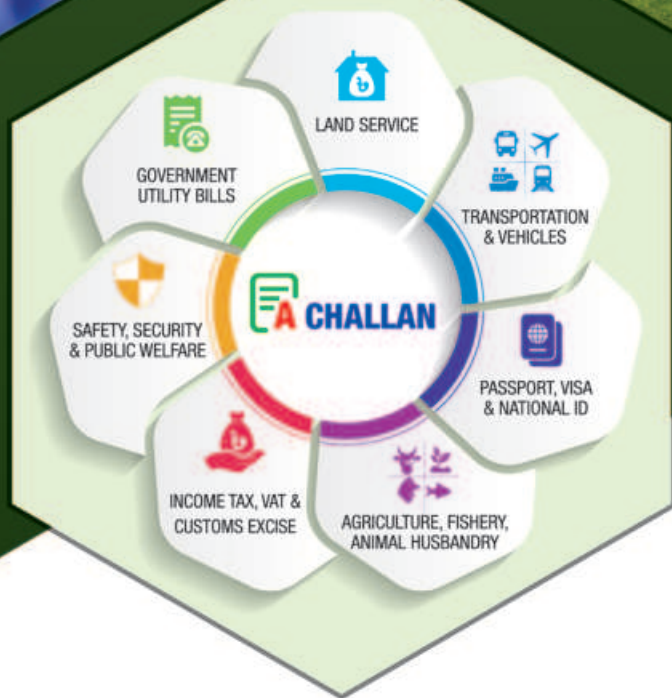 LAND SERVICE
TRANSPORTATION
& VEHICLES
PASSPORT, VISA
& NATIONAL ID
AGRICULTURE, FISHERY,
ANIMAL HUSBANDRY
INCOME TAX, VAT &
CUSTOMS EXCISE
SAFETY, SECURITY
& PUBLIC WELFARE
GOVERNMENT
UTILITY BILLS
A CHALLAN